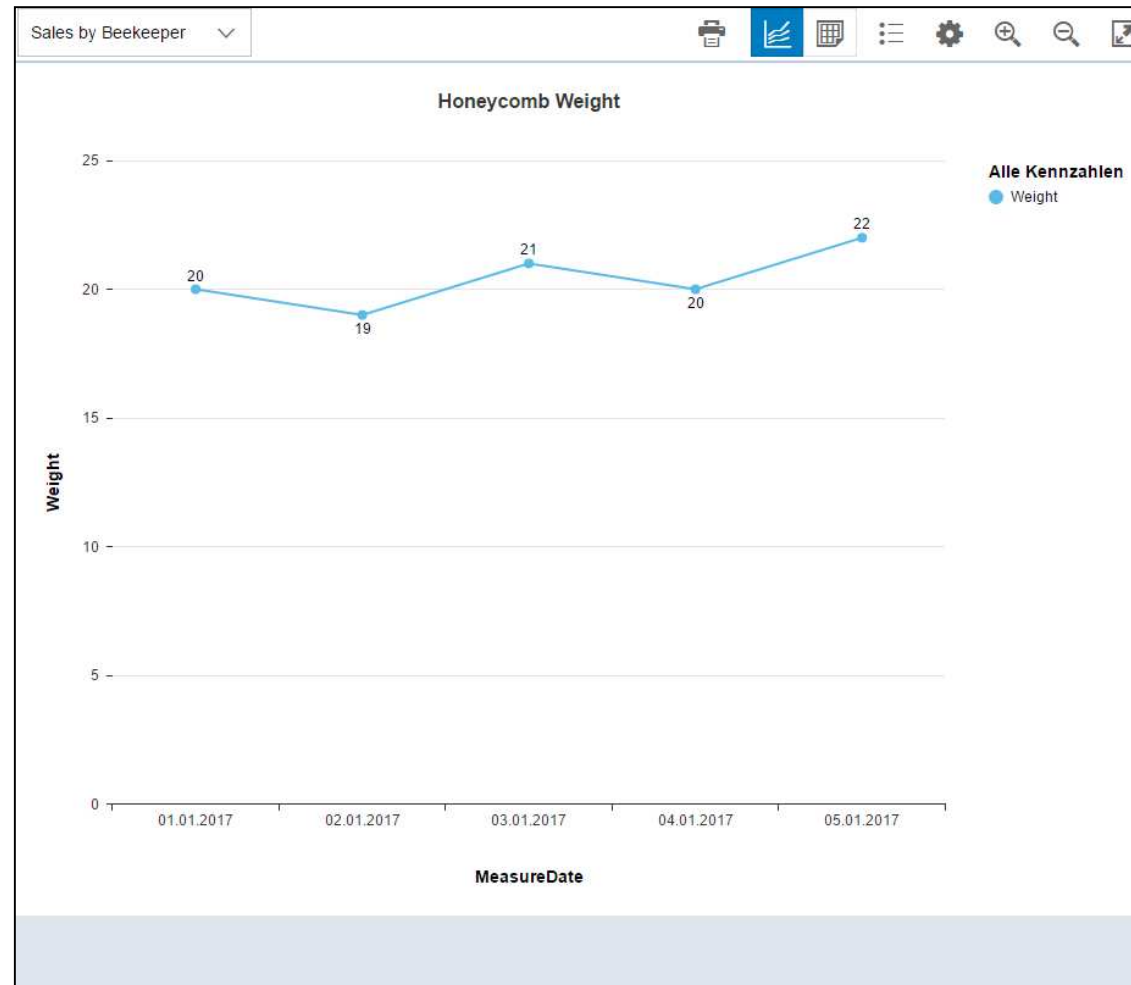 Sales by Beekeeper
Honeycomb Weight
25
20
15
10
5
0
Weight
20
19
21
20
22
01.01.2017
02.01.2017
03.01.2017
04.01.2017
05.01.2017
MeasureDate
Alle Kennzahlen
Weight